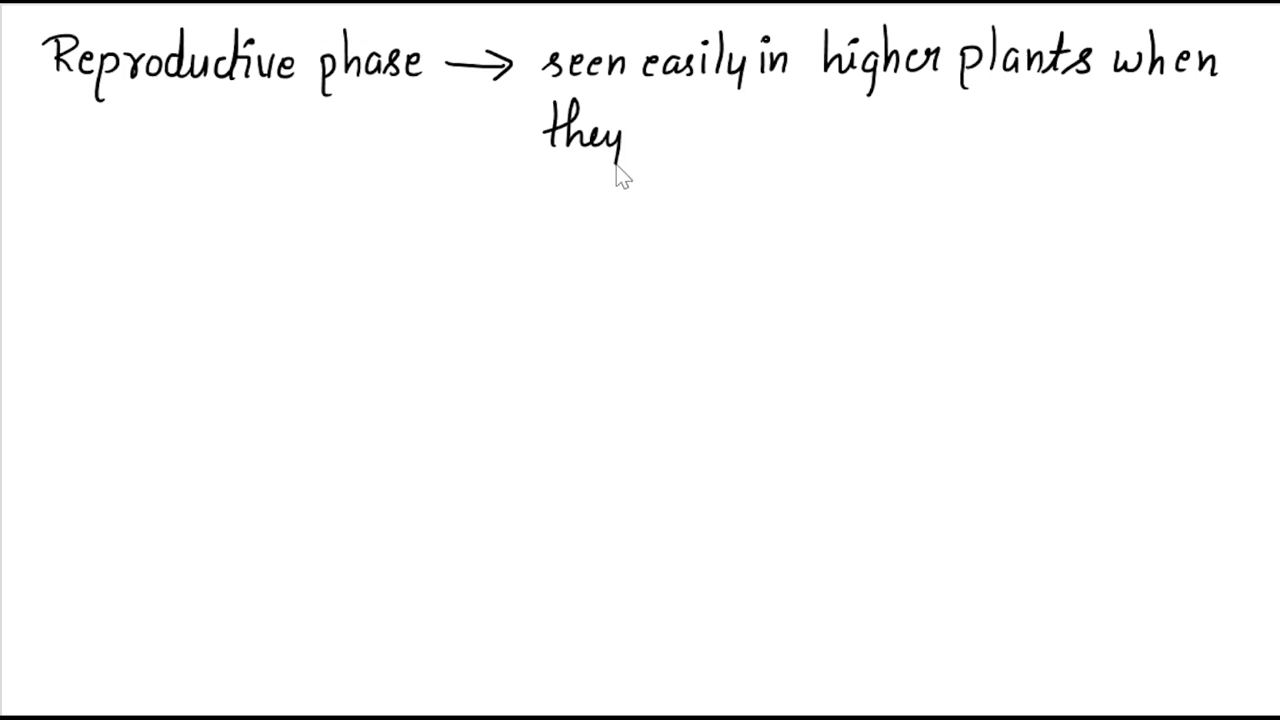 Reproductive phase → seen easily in higher plants when
they